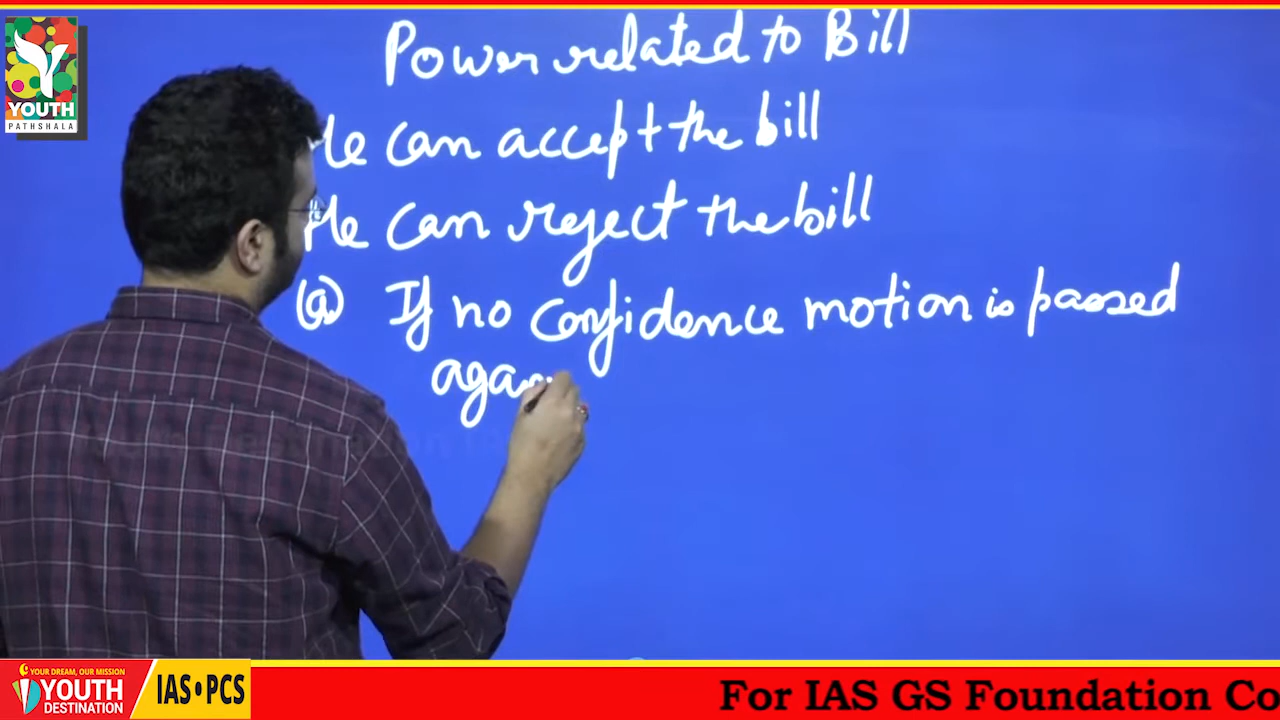 Power related to Bill
He can accept the bill
He can reject the bill
(a) If no confidence motion is passed
agai
YOUTH
PATHSHALA
YOUR DREAM, OUR MISSION
YOUTH
DESTINATION
IAS•PCS
For IAS GS Foundation Co